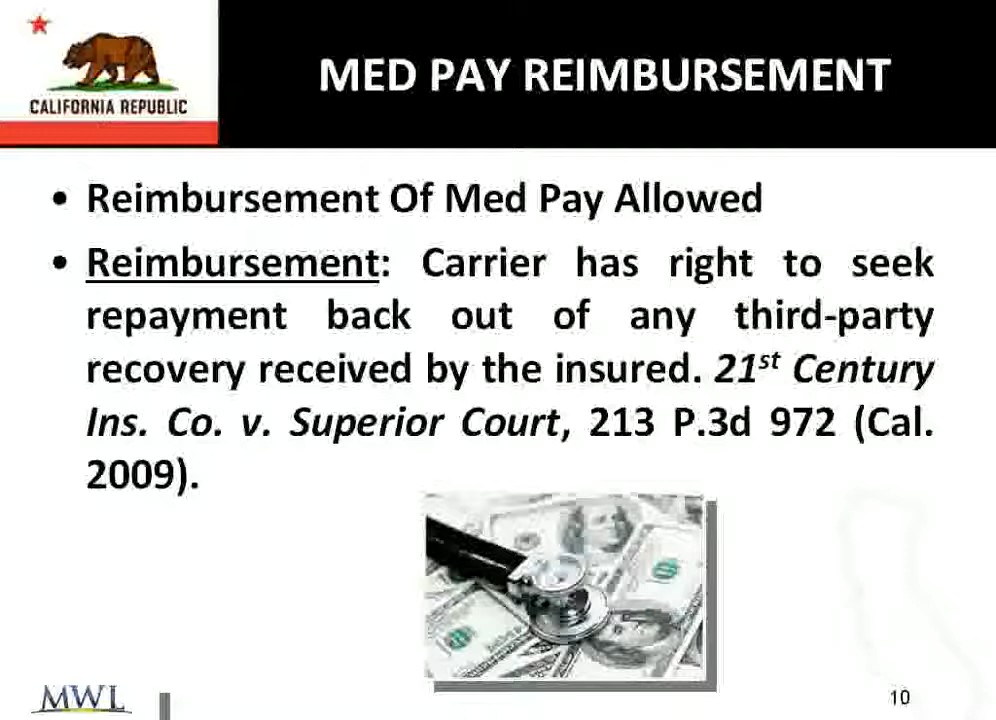 CALIFORNIA REPUBLIC
MED PAY REIMBURSEMENT
• Reimbursement Of Med Pay Allowed
• Reimbursement: Carrier has right to seek
repayment back out of any third-party
recovery received by the insured. 21st Century
Ins. Co. v. Superior Court, 213 P.3d 972 (Cal.
2009).
MWL
10